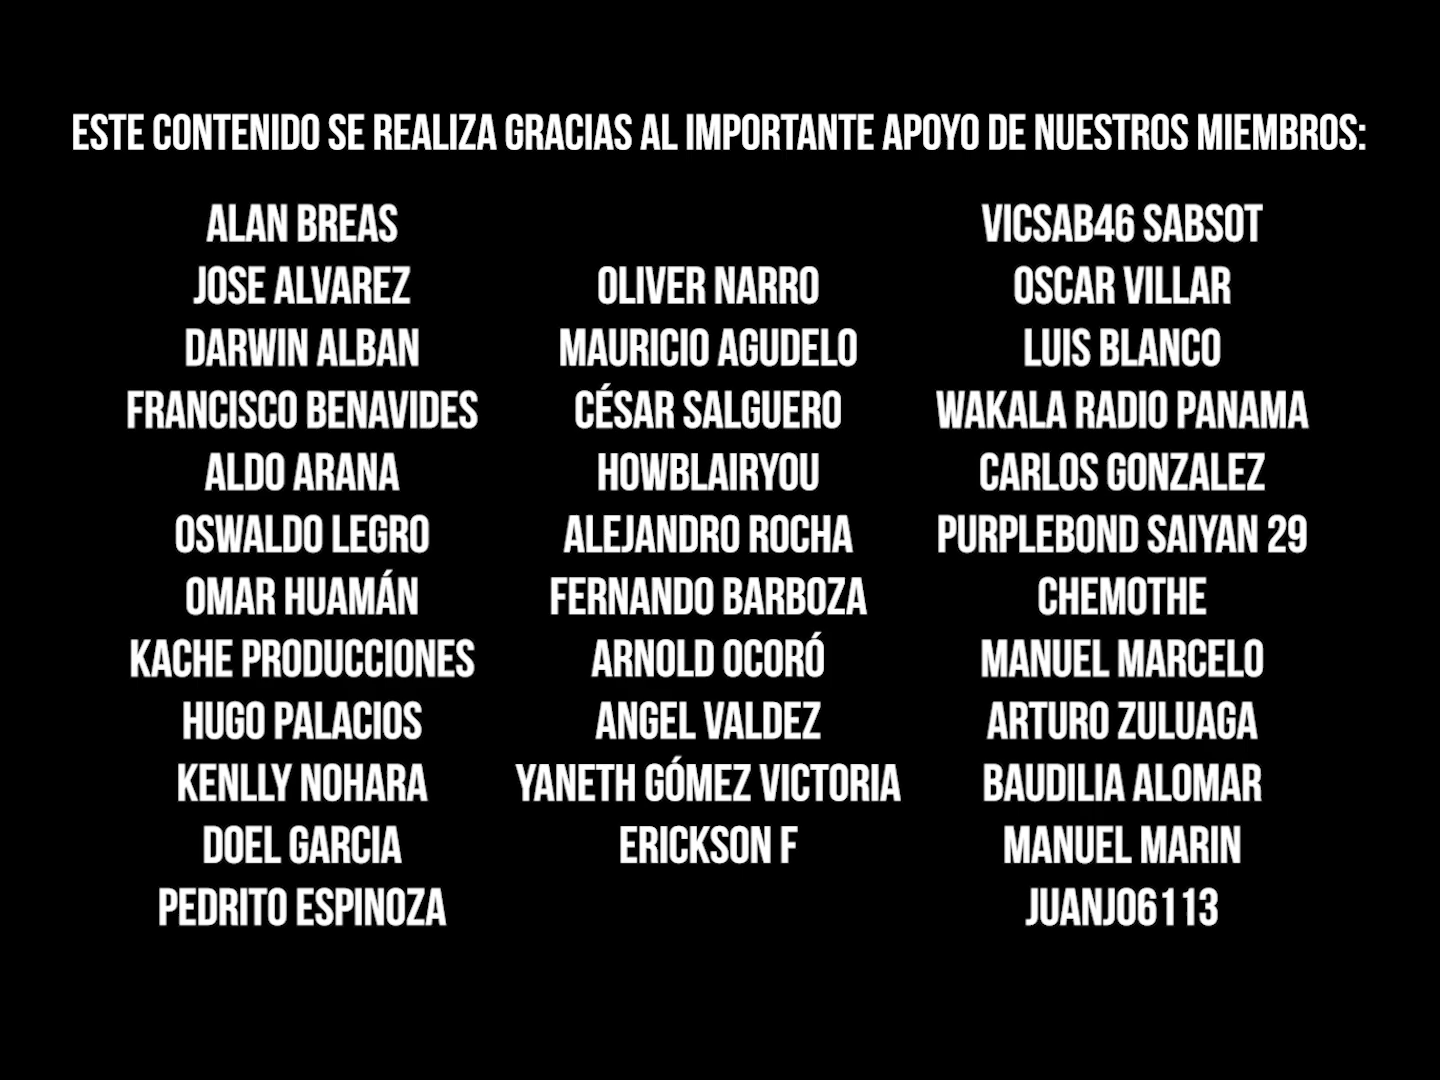 ESTE CONTENIDO SE REALIZA GRACIAS AL IMPORTANTE APOYO DE NUESTROS MIEMBROS:
ALAN BREAS
JOSE ALVAREZ
DARWIN ALBAN
FRANCISCO BENAVIDES
ALDO ARANA
OSWALDO LEGRO
OMAR HUAMÁN
KACHE PRODUCCIONES
HUGO PALACIOS
KENLLY NOHARA
DOEL GARCIA
PEDRITO ESPINOZA
OLIVER NARRO
MAURICIO AGUDELO
CÉSAR SALGUERO
HOWBLAIRYOU
ALEJANDRO ROCHA
FERNANDO BARBOZA
ARNOLD OCORÓ
ANGEL VALDEZ
YANETH GÓMEZ VICTORIA
ERICKSON F
VICSAB46 SABSOT
OSCAR VILLAR
LUIS BLANCO
WAKALA RADIO PANAMA
CARLOS GONZALEZ
PURPLEBOND SAIYAN 29
CHEMOTHE
MANUEL MARCELO
ARTURO ZULUAGA
BAUDILIA ALOMAR
MANUEL MARIN
JUANJO6113